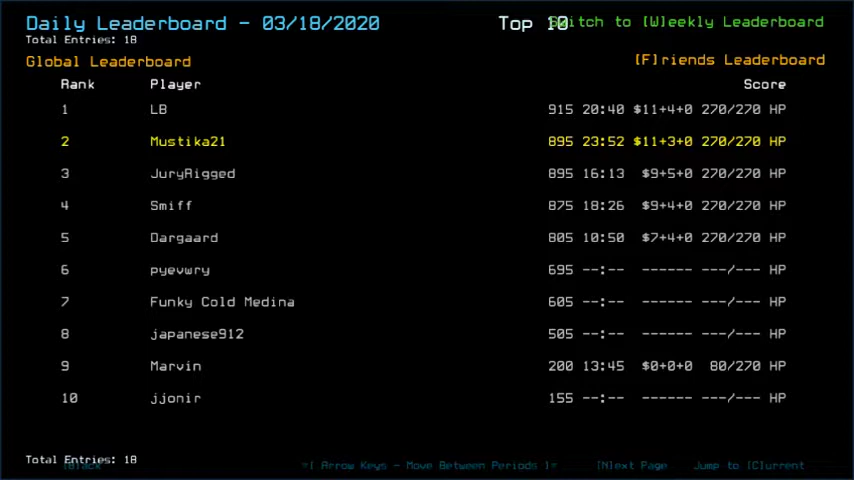 Daily Leaderboard - 03/18/2020 Top 10 Switch to [W]eekly Leaderboard
Total Entries: 18
Global Leaderboard [F]riends Leaderboard
Rank Player Score
1 LB 915 20:40 $11+4+0 270/270 HP
2 Mustika21 895 23:52 $11+3+0 270/270 HP
3 JuryRigged 895 16:13 $9+5+0 270/270 HP
4 Smiff 875 18:26 $9+4+0 270/270 HP
5 Dargaard 805 10:50 $7+4+0 270/270 HP
6 pyewwry 695 --:-- ------ ---/--- HP
7 Funky Cold Medina 605 --:-- ------ ---/--- HP
8 japanese912 505 --:-- ------ ---/--- HP
9 Marvin 200 13:45 $0+0+0 80/270 HP
10 jjonir 155 --:-- ------ ---/--- HP
Total Entries: 18
[B]ack =[ Arrow Keys - Move Between Periods ]= [N]ext Page Jump to [C]urrent